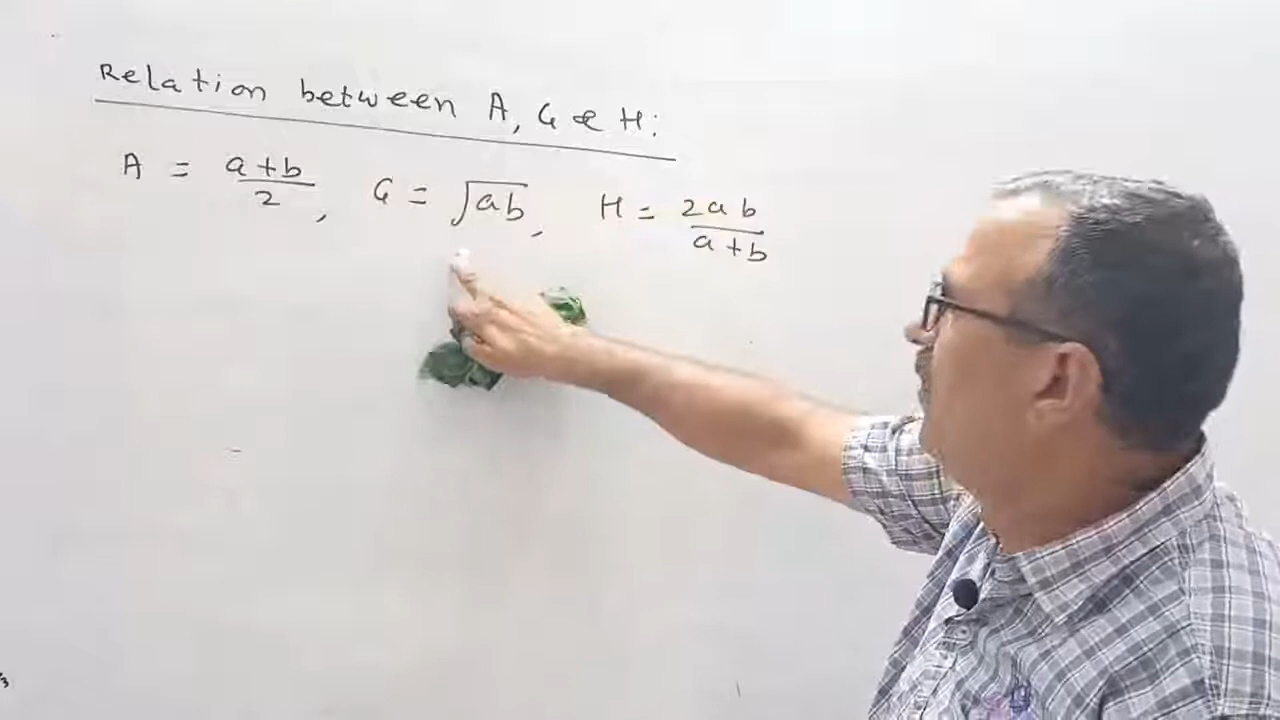 Relation between A, G & H:
A = a+b/2, G = √ab, H = 2ab/a+b